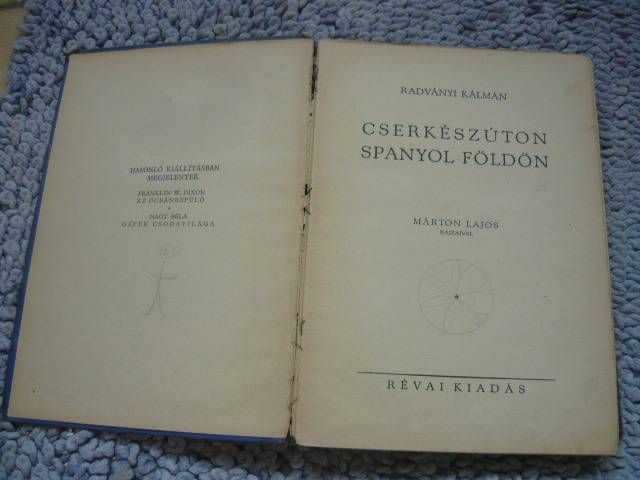 HASONLÓ KIÁLLÍTÁSBAN
MEGJELENTEK
FRANKLIN W. DIXON
AZ ÓCEÁNREPÜLŐ
NAGY BÉLA
GÉPEK CSODAVILÁGA
RADVÁNYI KÁLMÁN
CSERKÉSZÚTON
SPANYOL FÖLDÖN
MÁRTON LAJOS
RAJZAIVAL
RÉVAI KIADÁS